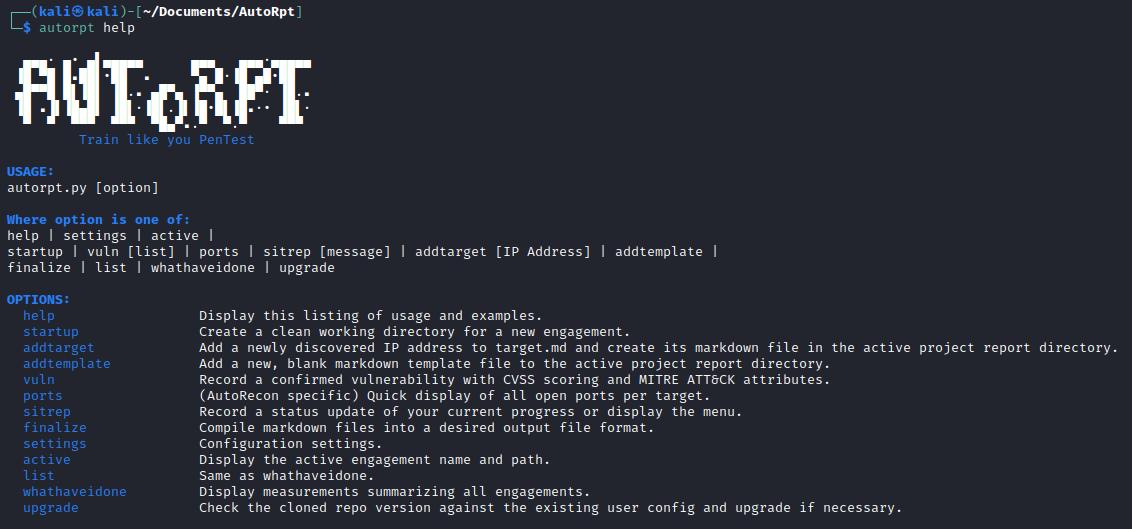 ┌──(kali㉿kali)-[~/Documents/AutoRpt]
└─$ autorpt help
AUToRPT
Train like you PenTest
USAGE:
autorpt.py [option]
Where option is one of:
help | settings | active |
startup | vuln [list] | ports | sitrep [message] | addtarget [IP Address] | addtemplate |
finalize | list | whathaveidone | upgrade
OPTIONS:
help Display this listing of usage and examples.
startup Create a clean working directory for a new engagement.
addtarget Add a newly discovered IP address to target.md and create its markdown file in the active project report directory.
addtemplate Add a new, blank markdown template file to the active project report directory.
vuln Record a confirmed vulnerability with CVSS scoring and MITRE ATT&CK attributes.
ports (AutoRecon specific) Quick display of all open ports per target.
sitrep Record a status update of your current progress or display the menu.
finalize Compile markdown files into a desired output file format.
settings Configuration settings.
active Display the active engagement name and path.
list Same as whathaveidone.
whathaveidone Display measurements summarizing all engagements.
upgrade Check the cloned repo version against the existing user config and upgrade if necessary.